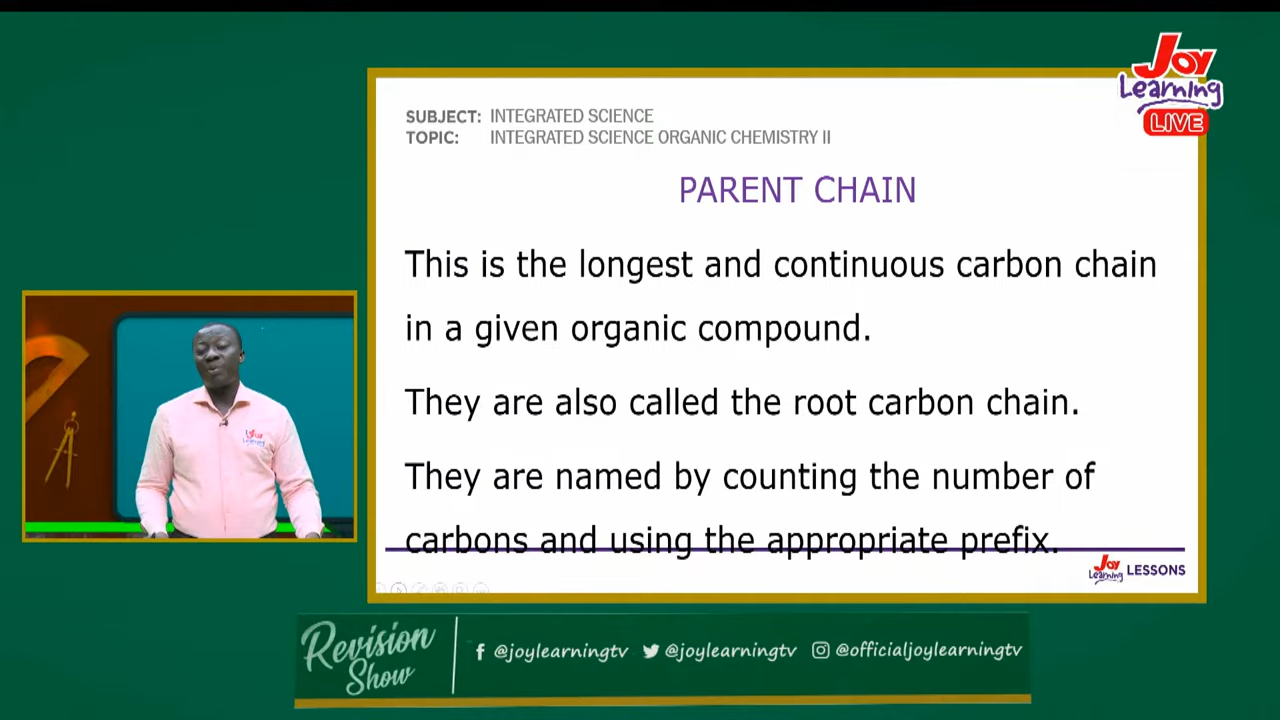 Joy
Learning
LIVE
SUBJECT: INTEGRATED SCIENCE
TOPIC: INTEGRATED SCIENCE ORGANIC CHEMISTRY II
PARENT CHAIN
This is the longest and continuous carbon chain
in a given organic compound.
They are also called the root carbon chain.
They are named by counting the number of
carbons and using the appropriate prefix.
Joy
Learning LESSONS
Joy
Learning
Revision
Show
@joylearningtv @joylearningtv @officialjoylearningtv